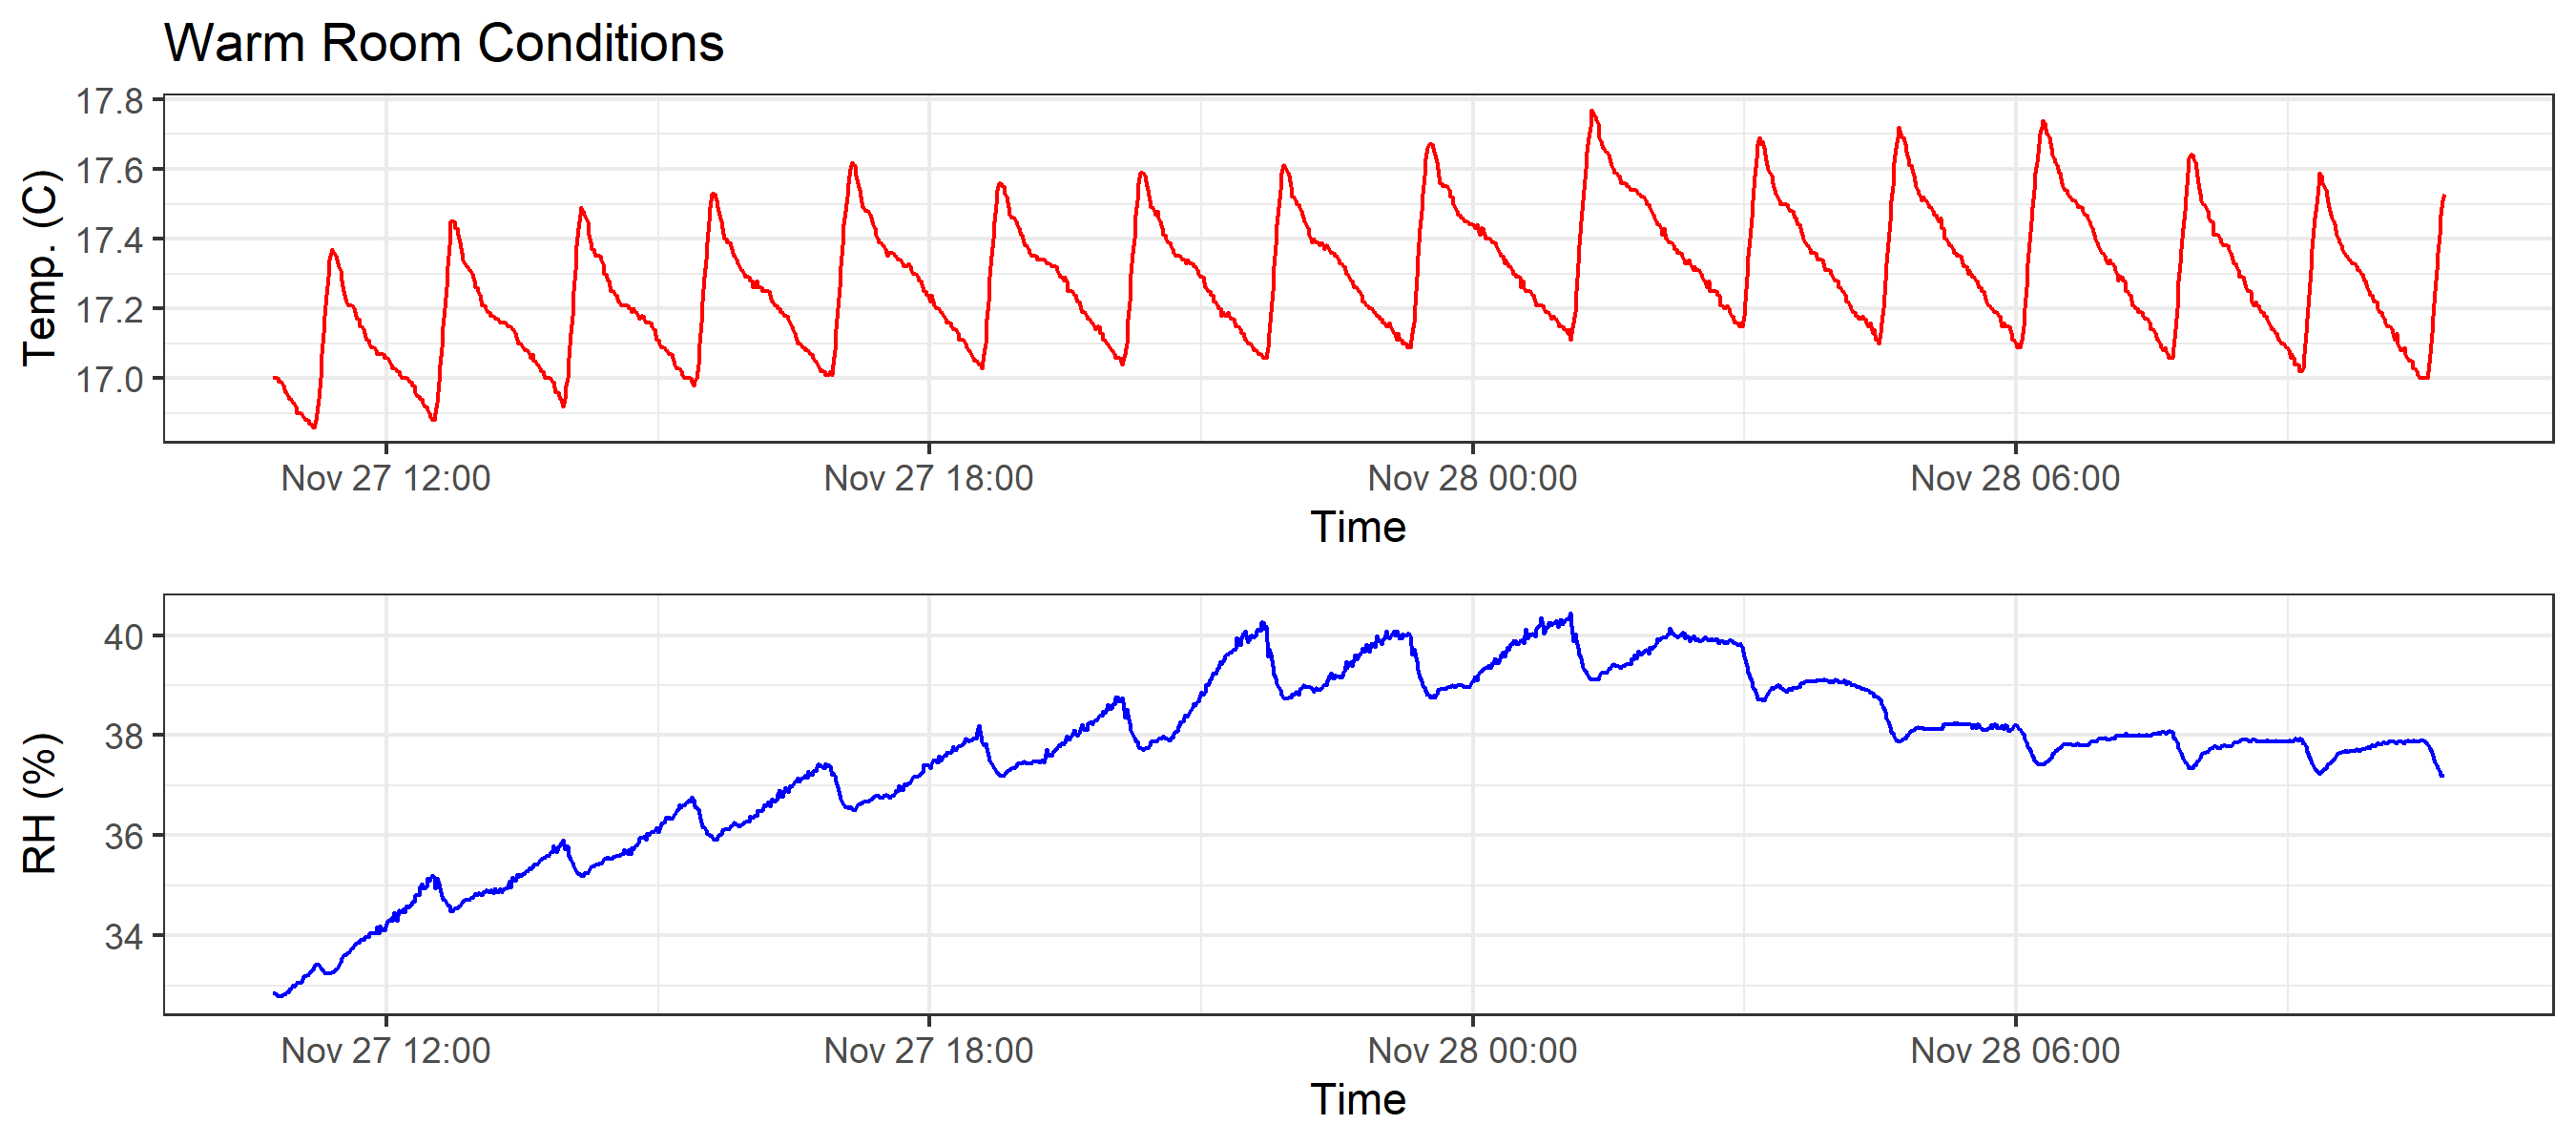 Warm Room Conditions
17.8
17.6
17.4
17.2
17.0
Temp. (C)
Nov 27 12:00 Nov 27 18:00 Nov 28 00:00 Nov 28 06:00
Time
40
38
36
34
RH (%)
Nov 27 12:00 Nov 27 18:00 Nov 28 00:00 Nov 28 06:00
Time